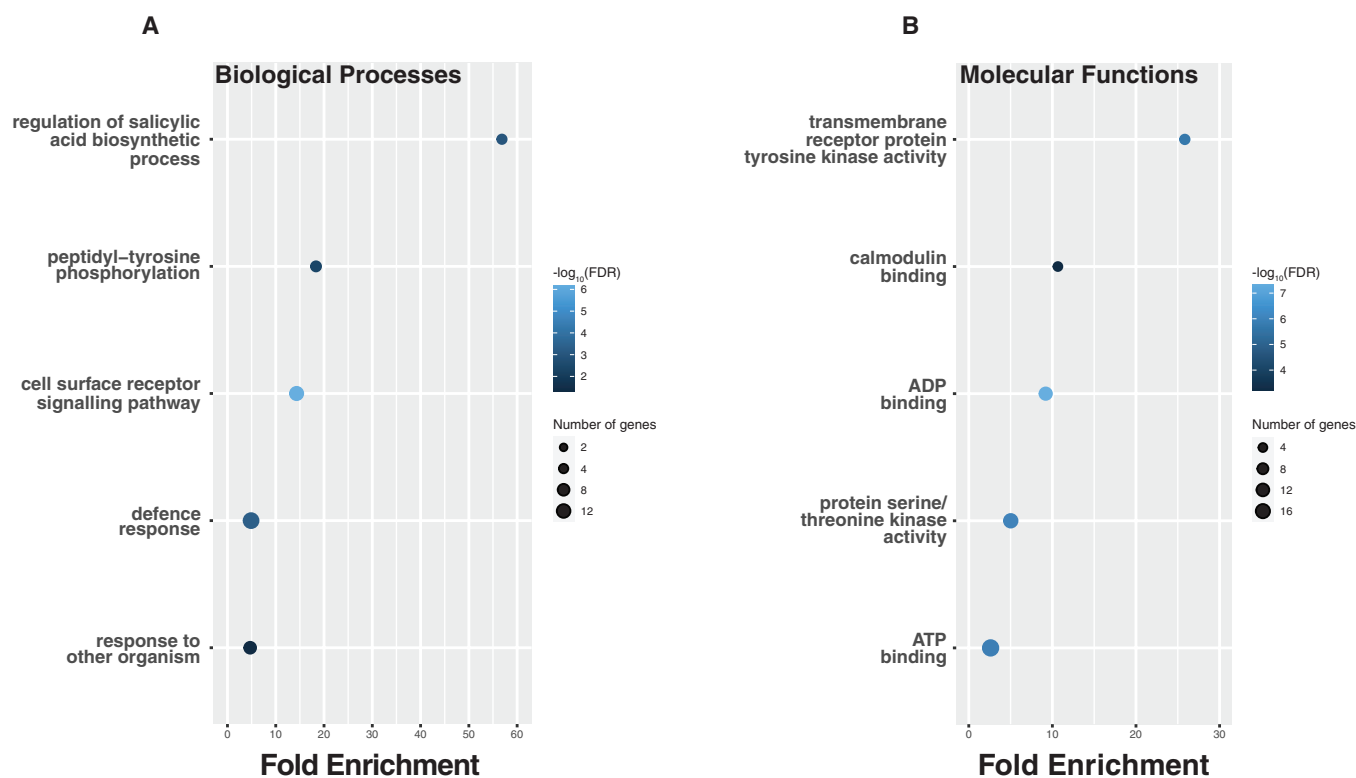 A
Biological Processes
regulation of salicylic
acid biosynthetic
process
peptidyl−tyrosine
phosphorylation
cell surface receptor
signalling pathway
defence
response
response to
other organism
0 10 20 30 40 50 60
Fold Enrichment
-log₁₀(FDR)
6
5
4
3
2
Number of genes
2
4
8
12
B
Molecular Functions
transmembrane
receptor protein
tyrosine kinase activity
calmodulin
binding
ADP
binding
protein serine/
threonine kinase
activity
ATP
binding
0 10 20 30
Fold Enrichment
-log₁₀(FDR)
7
6
5
4
Number of genes
4
8
12
16